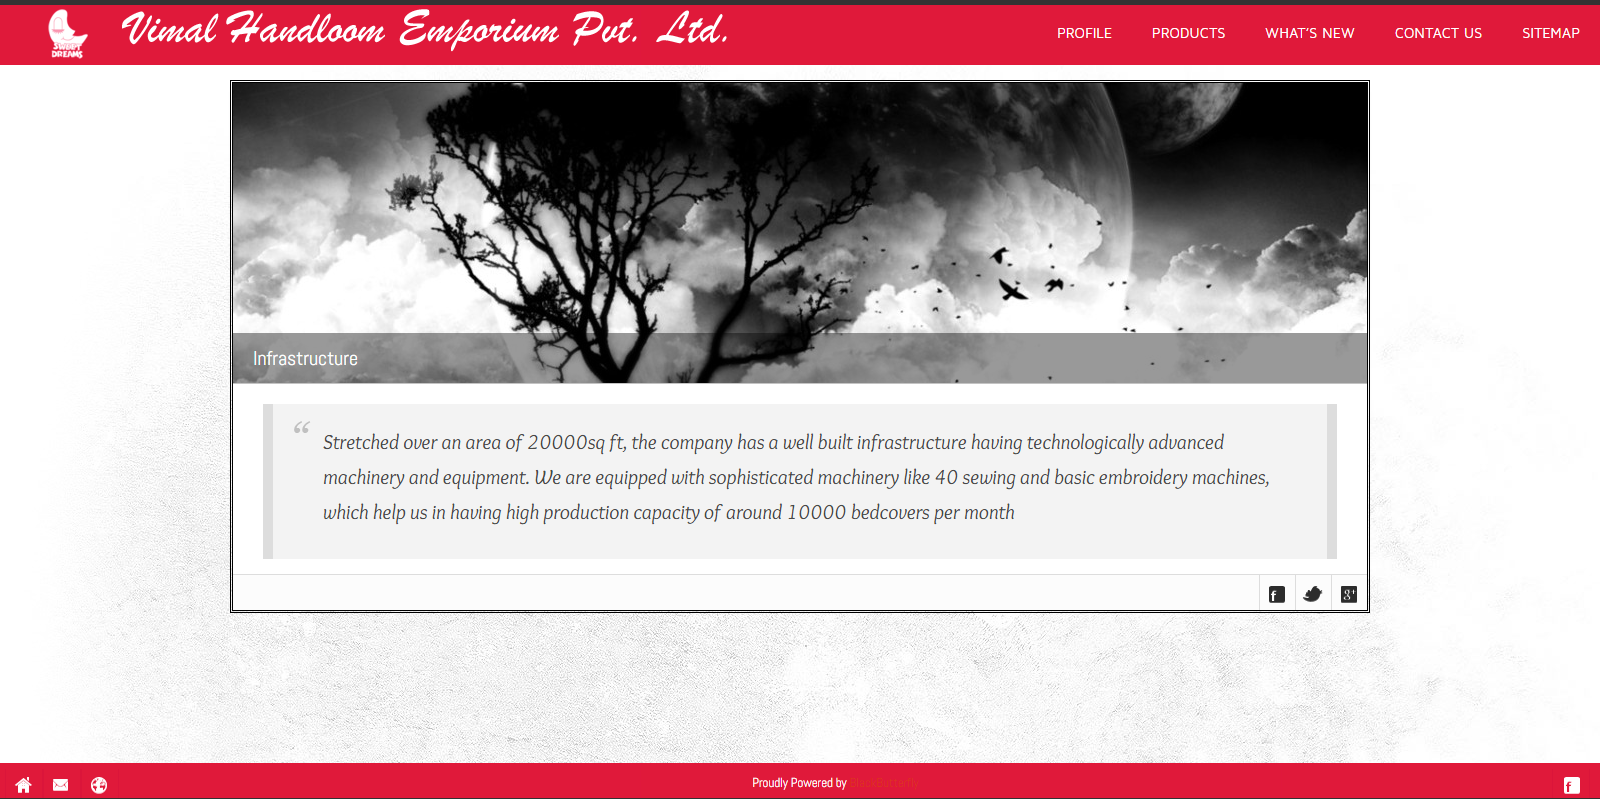 SWEET
DREAMS
Vimal Handloom Emporium Pvt. Ltd.
PROFILE
PRODUCTS
WHAT'S NEW
CONTACT US
SITEMAP
Infrastructure
“ Stretched over an area of 20000sq ft, the company has a well built infrastructure having technologically advanced
machinery and equipment. We are equipped with sophisticated machinery like 40 sewing and basic embroidery machines,
which help us in having high production capacity of around 10000 bedcovers per month
Proudly Powered by